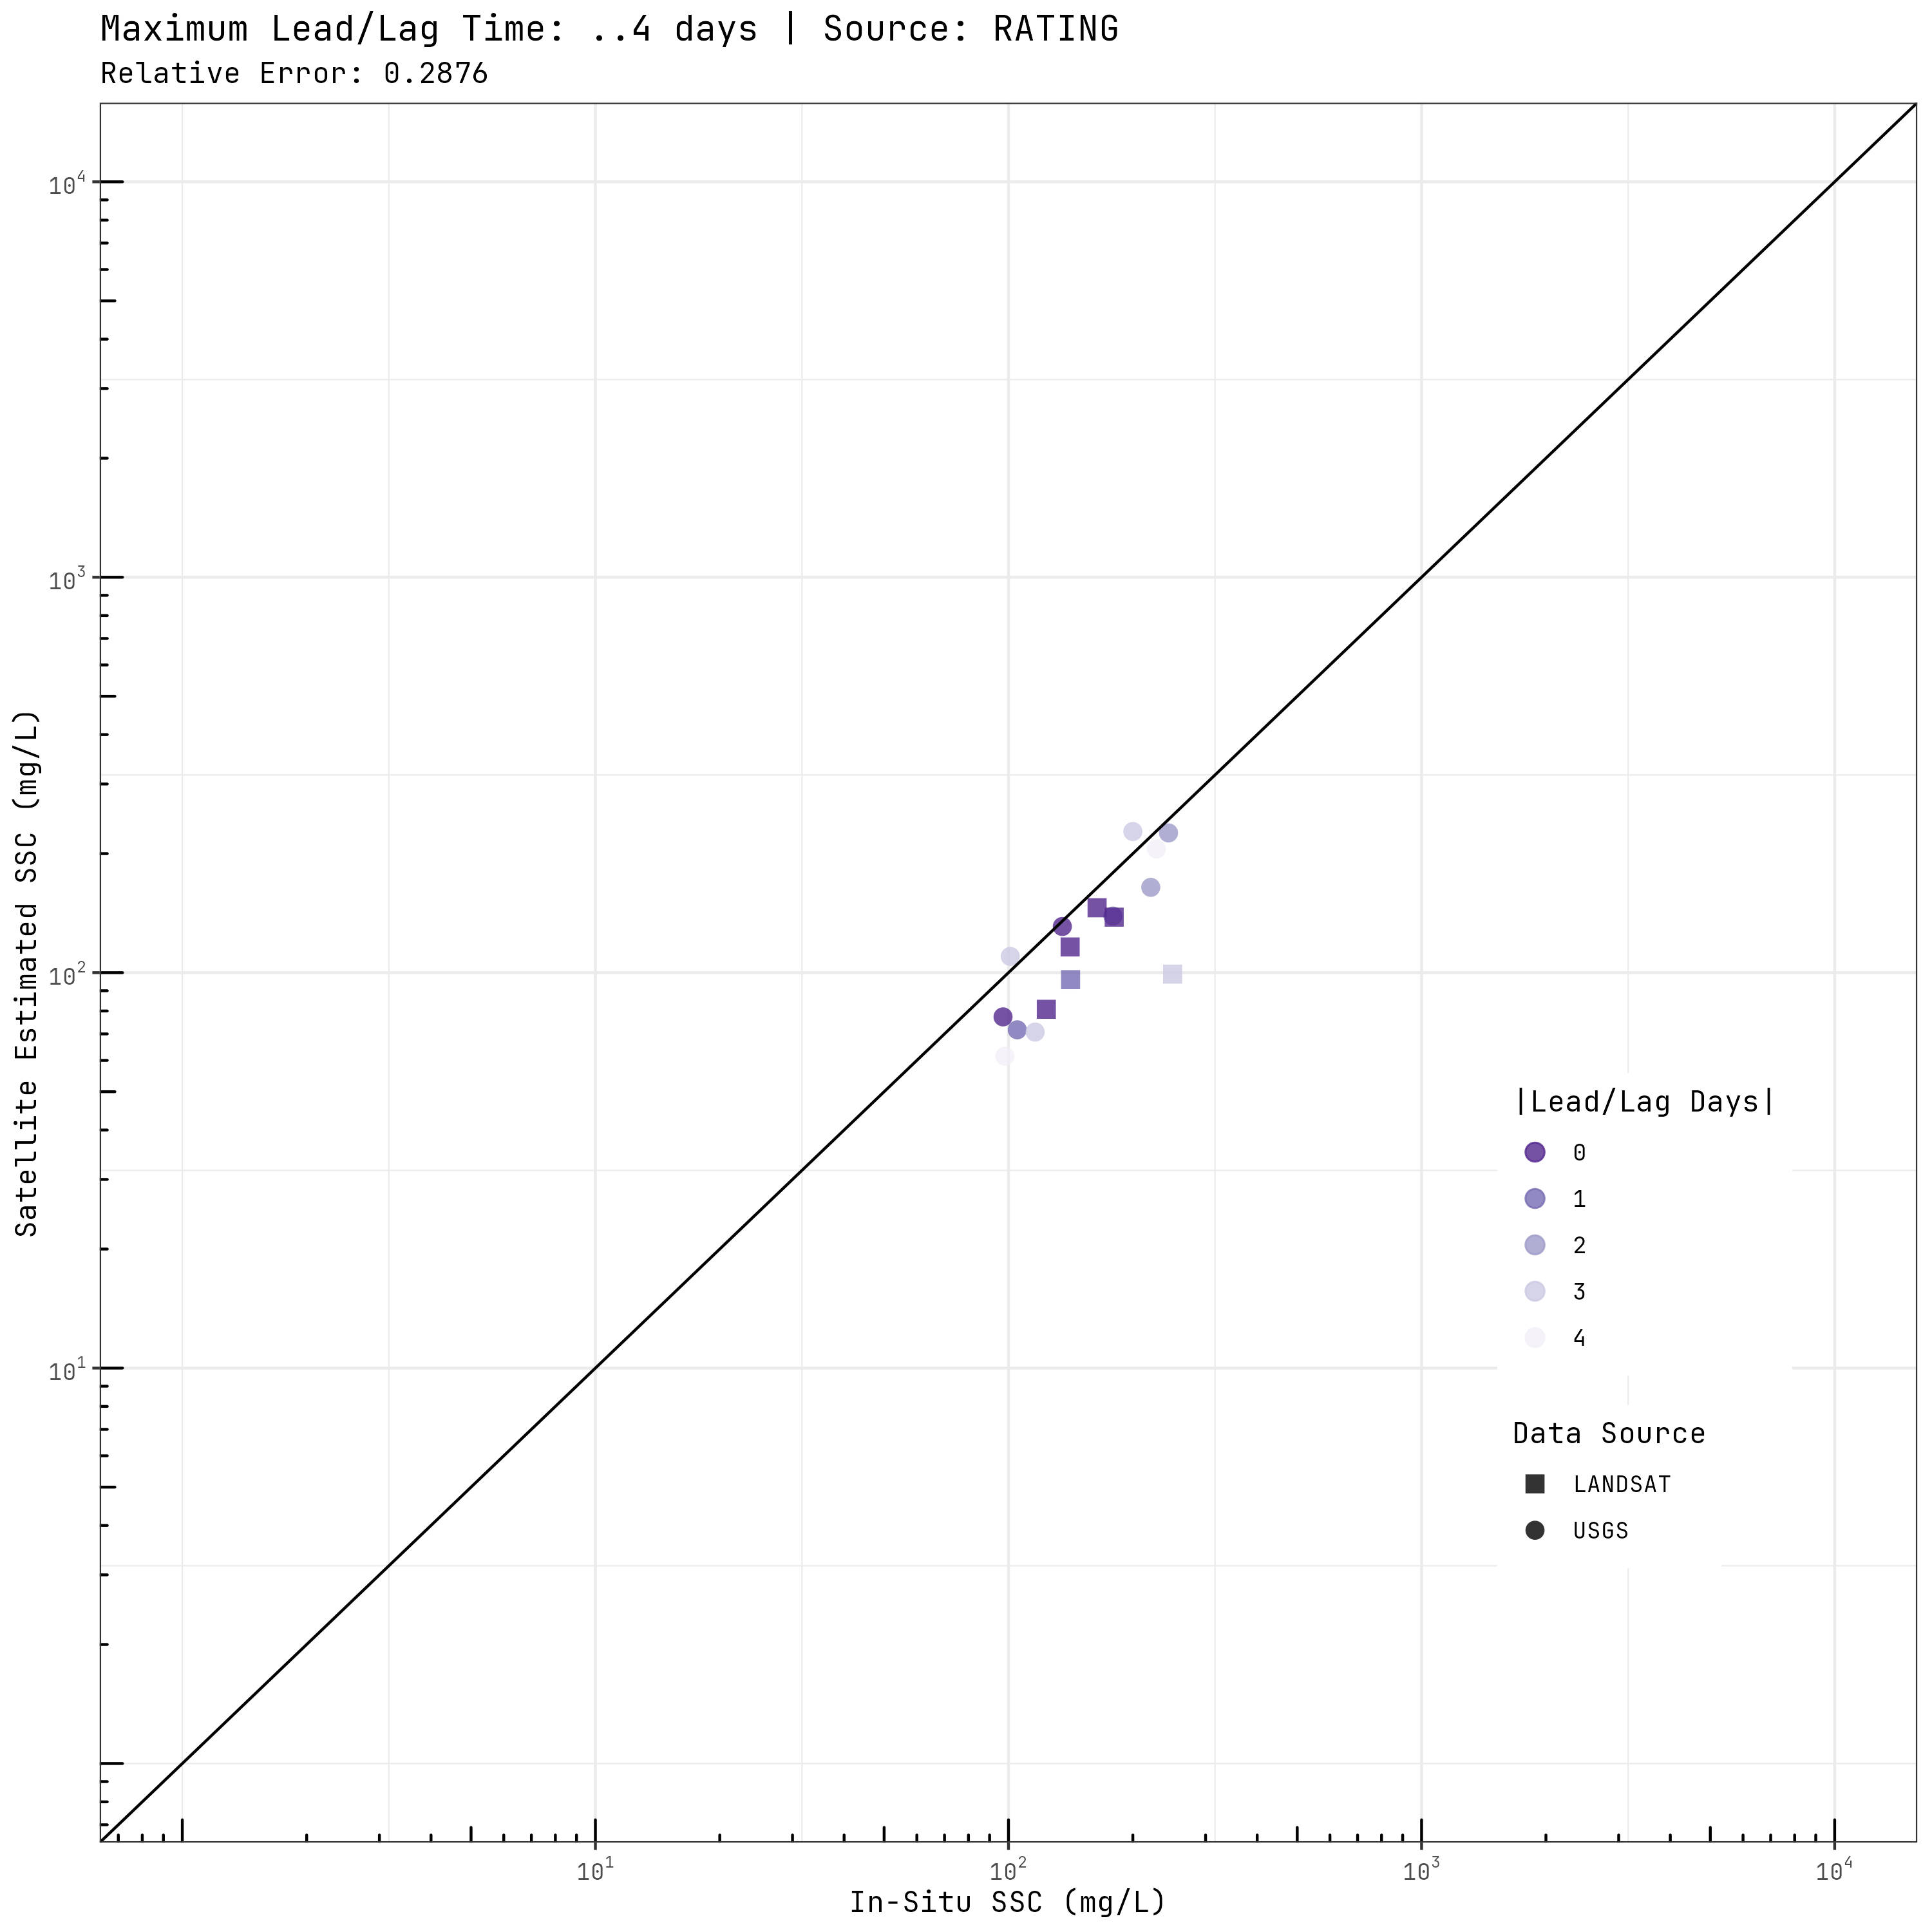 Maximum Lead/Lag Time: ..4 days | Source: RATING
Relative Error: 0.2876
10⁴
10³
10²
10¹
Satellite Estimated SSC (mg/L)
|Lead/Lag Days|
0
1
2
3
4
Data Source
LANDSAT
USGS
10¹ 10² 10³ 10⁴
In-Situ SSC (mg/L)